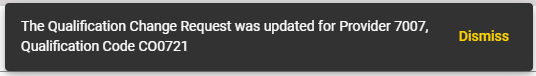 The Qualification Change Request was updated for Provider 7007,
Qualification Code CO0721
Dismiss